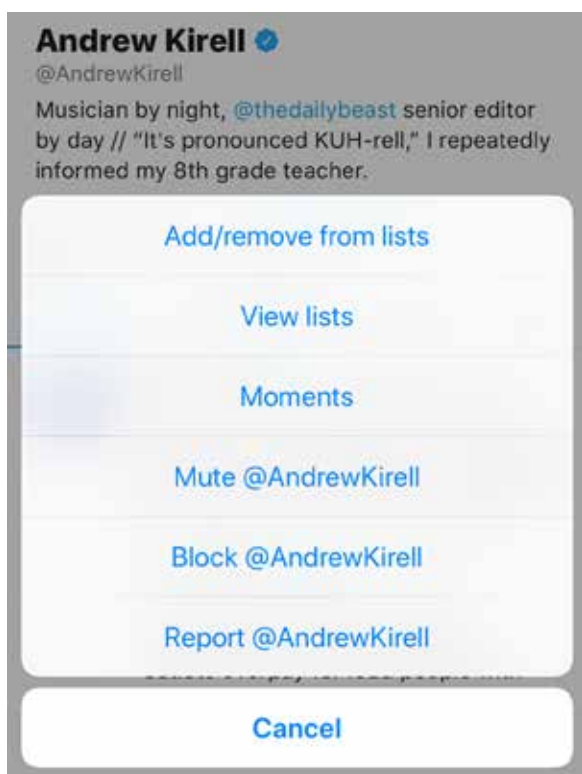 Andrew Kirell
@AndrewKirell
Musician by night, @thedailybeast senior editor
by day // "It's pronounced KUH-rell," I repeatedly
informed my 8th grade teacher.
Add/remove from lists
View lists
Moments
Mute @AndrewKirell
Block @AndrewKirell
Report @AndrewKirell
Cancel